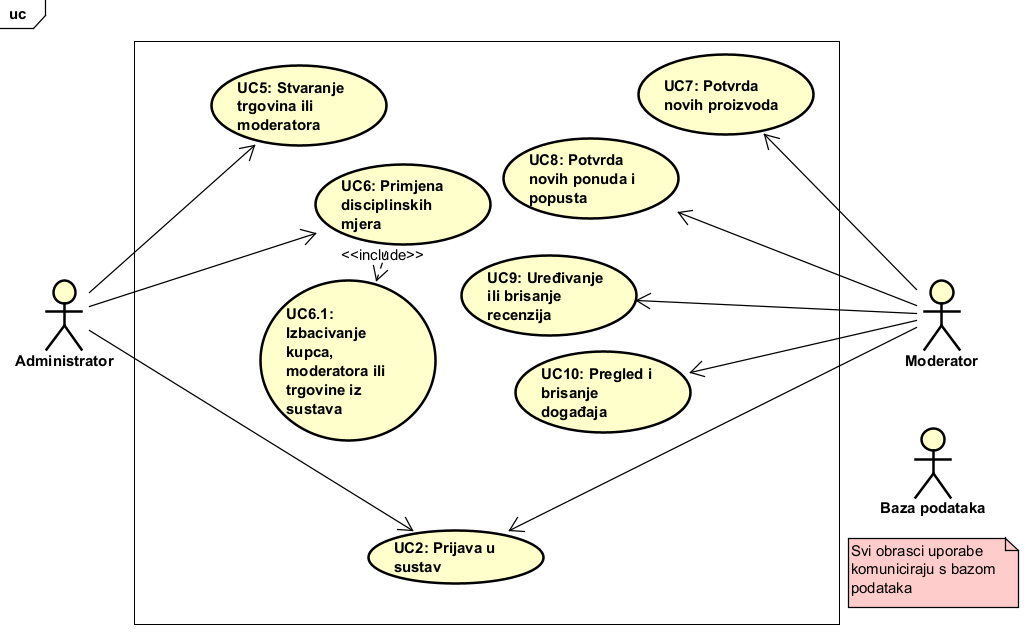 uc
UC5: Stvaranje
trgovina ili
moderatora
UC7: Potvrda
novih proizvoda
UC6: Primjena
disciplinskih
mjera
UC8: Potvrda
novih ponuda i
popusta
<<include>>
UC9: Uređivanje
ili brisanje
recenzija
UC6.1:
Izbacivanje
kupca,
moderatora ili
trgovine iz
sustava
UC10: Pregled i
brisanje
događaja
Administrator
Moderator
Baza podataka
UC2: Prijava u
sustav
Svi obrasci uporabe
komuniciraju s bazom
podataka